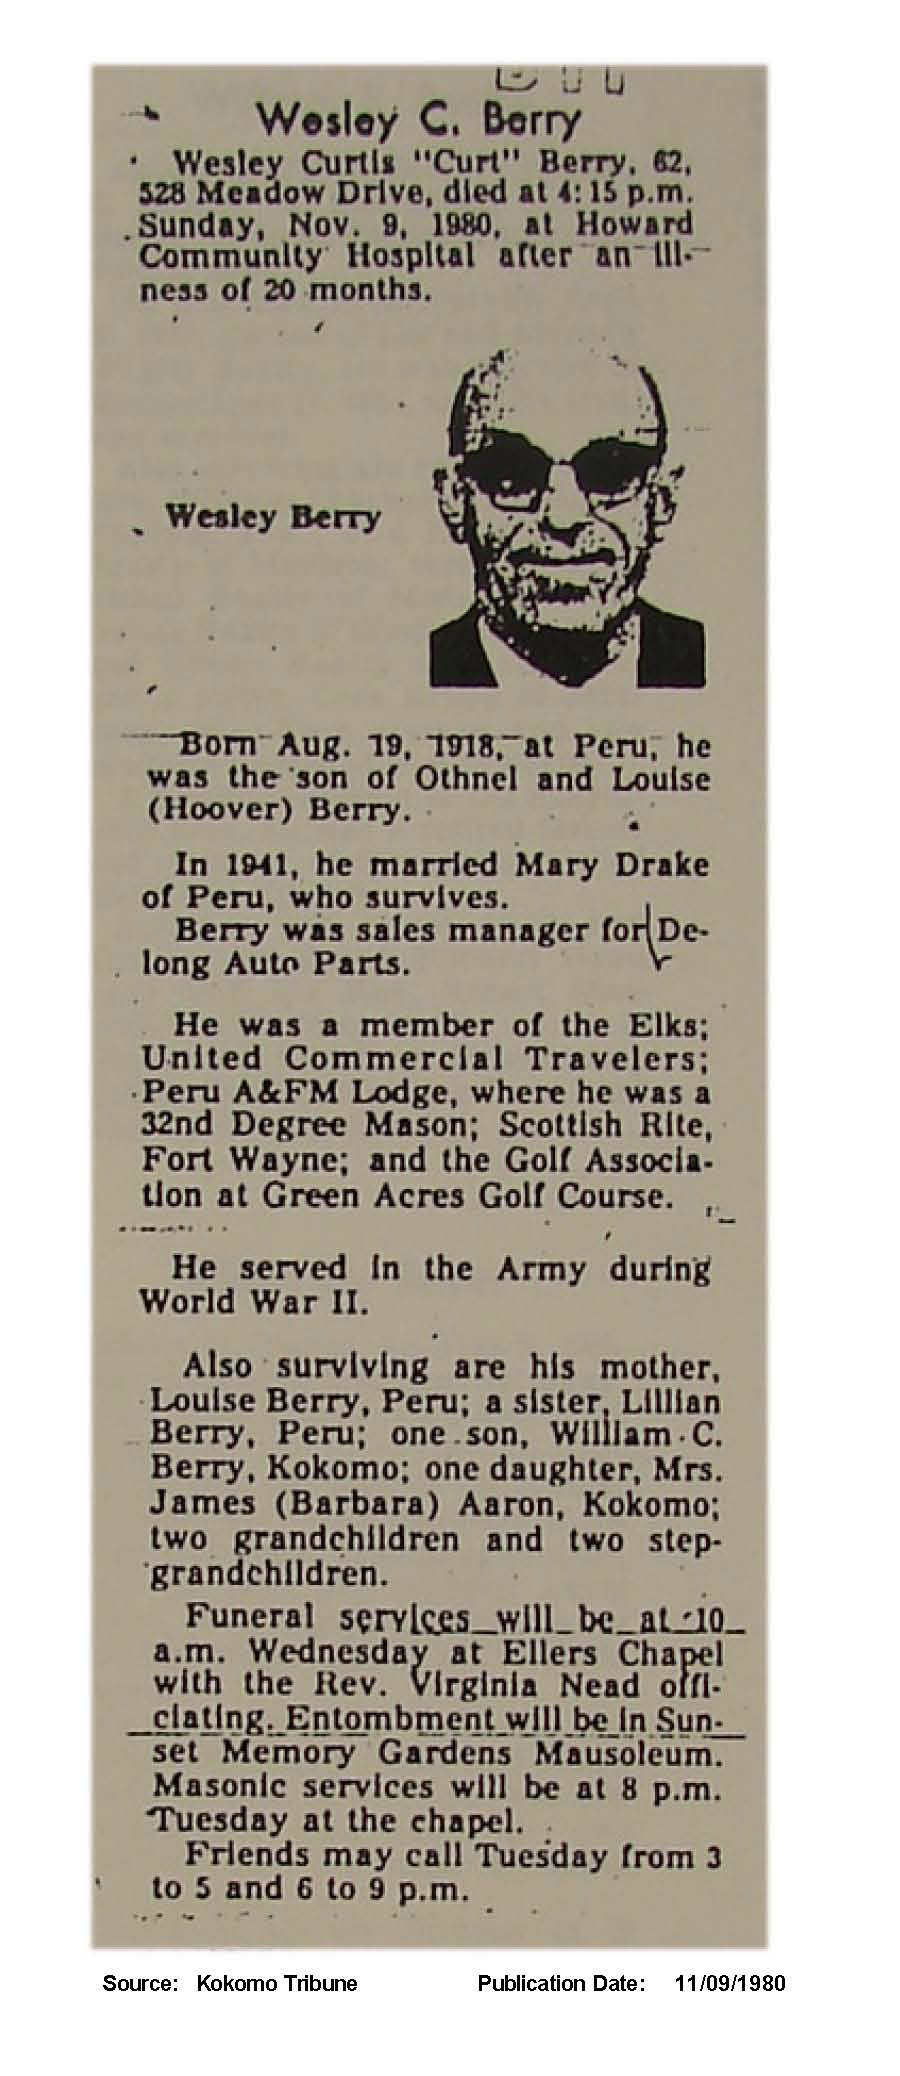 Wesley C. Berry
Wesley Curtis "Curt" Berry, 62,
528 Meadow Drive, died at 4:15 p.m.
Sunday, Nov. 9, 1980, at Howard
Community Hospital after an ill-
ness of 20 months.
Wesley Berry
Born Aug. 19, 1918, at Peru, he
was the son of Othnel and Louise
(Hoover) Berry.
In 1941, he married Mary Drake
of Peru, who survives.
Berry was sales manager for De-
long Auto Parts.
He was a member of the Elks;
United Commercial Travelers;
Peru A&FM Lodge, where he was a
32nd Degree Mason; Scottish Rite,
Fort Wayne; and the Golf Associa-
tion at Green Acres Golf Course.
He served in the Army during
World War II.
Also surviving are his mother,
Louise Berry, Peru; a sister, Lillian
Berry, Peru; one son, William C.
Berry, Kokomo; one daughter, Mrs.
James (Barbara) Aaron, Kokomo;
two grandchildren and two step-
grandchildren.
Funeral services will be at 10
a.m. Wednesday at Ellers Chapel
with the Rev. Virginia Nead offi-
ciating. Entombment will be in Sun-
set Memory Gardens Mausoleum.
Masonic services will be at 8 p.m.
Tuesday at the chapel.
Friends may call Tuesday from 3
to 5 and 6 to 9 p.m.
Source: Kokomo Tribune Publication Date: 11/09/1980